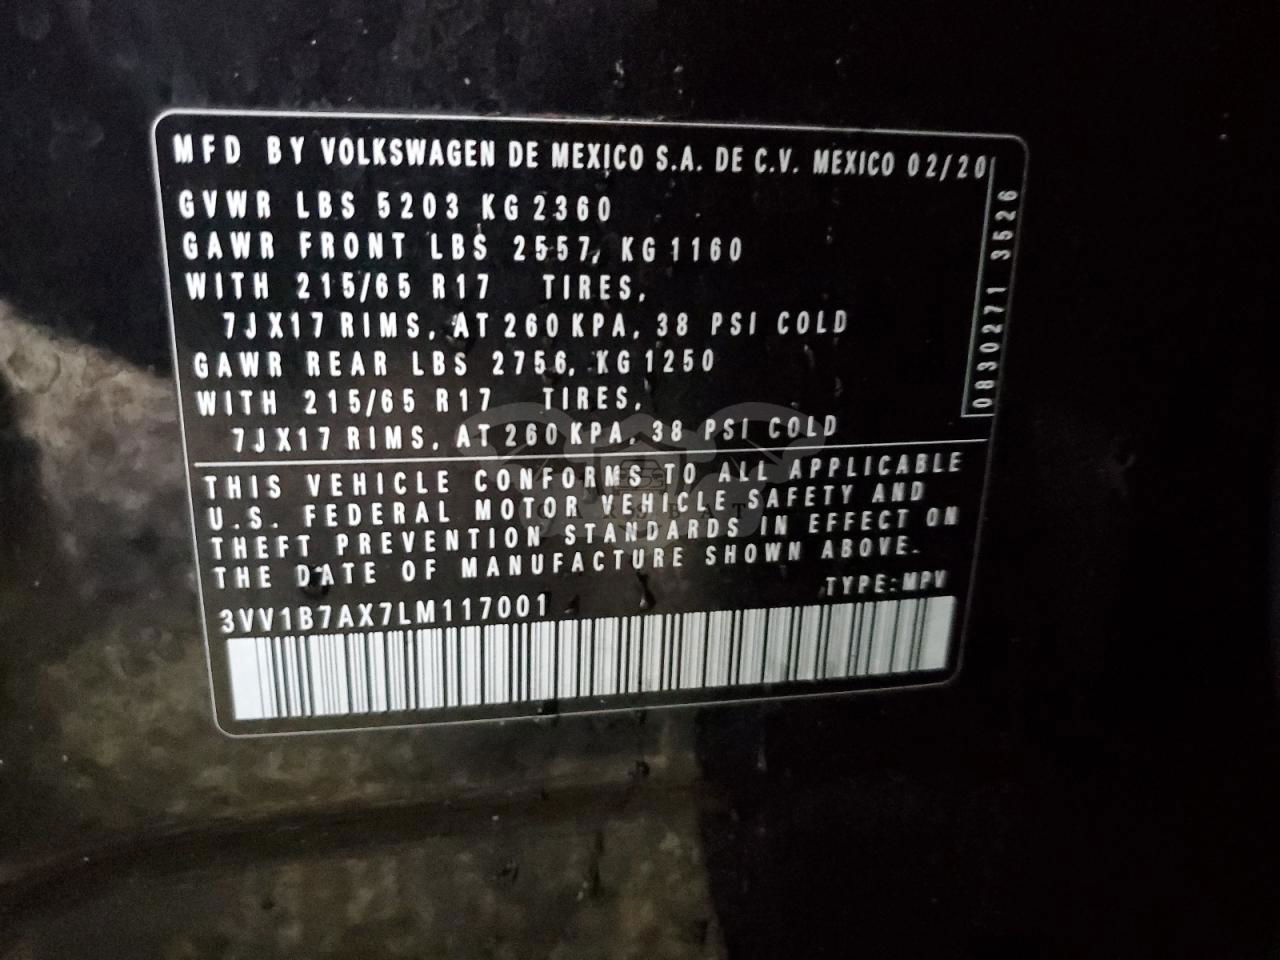 MFD BY VOLKSWAGEN DE MEXICO S.A. DE C.V. MEXICO 02/20
GVWR LBS 5203 KG 2360
GAWR FRONT LBS 2557, KG 1160
WITH 215/65 R17 TIRES,
7JX17 RIMS, AT 260 KPA, 38 PSI COLD
GAWR REAR LBS 2756, KG 1250
WITH 215/65 R17 TIRES,
7JX17 RIMS, AT 260 KPA, 38 PSI COLD
0830271 3526
THIS VEHICLE CONFORMS TO ALL APPLICABLE
U.S. FEDERAL MOTOR VEHICLE SAFETY AND
THEFT PREVENTION STANDARDS IN EFFECT ON
THE DATE OF MANUFACTURE SHOWN ABOVE.
TYPE:MPV
3VV1B7AX7LM117001